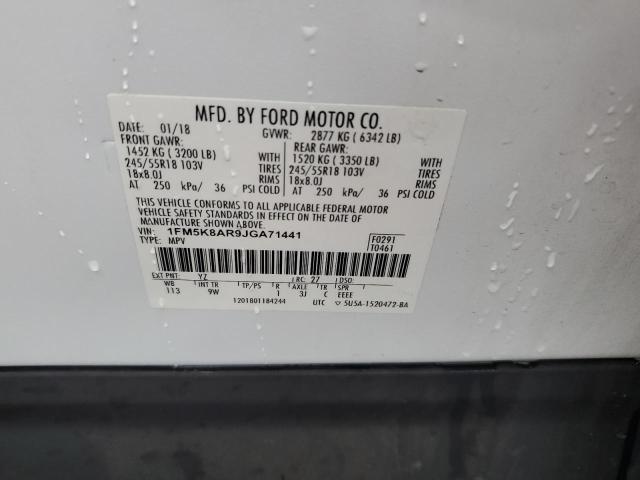 MFD. BY FORD MOTOR CO.
DATE: 01/18 GVWR: 2877 KG ( 6342 LB)
FRONT GAWR: REAR GAWR:
1452 KG ( 3200 LB) WITH 1520 KG ( 3350 LB) WITH
245/55R18 103V TIRES 245/55R18 103V TIRES
18x8.0J RIMS 18x8.0J RIMS
AT 250 kPa/ 36 PSI COLD AT 250 kPa/ 36 PSI COLD
THIS VEHICLE CONFORMS TO ALL APPLICABLE FEDERAL MOTOR
VEHICLE SAFETY STANDARDS IN EFFECT ON THE DATE OF
MANUFACTURE SHOWN ABOVE.
VIN: 1FM5K8AR9JGA71441 F0291
TYPE: MPV T0461
EXT PNT: YZ RC: 27 DSO:
WB INT TR TP/PS R AXLE TR SPR
113 9W 1 3J C EEEE
1201801184244 UTC ▽ 5U5A-1520472-BA